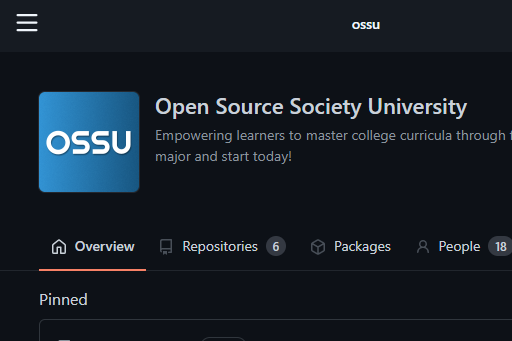 ossu
OSSU
Open Source Society University
Empowering learners to master college curricula through
major and start today!
Overview
Repositories 6
Packages
People 18
Pinned